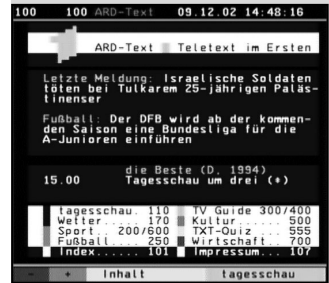 100 100 ARD-Text 09.12.02 14:48:16
ARD-Text Teletext im Ersten
Letzte Meldung: Israelische Soldaten
töten bei Tulkarem 25-jährigen Paläs-
tinenser
Fußball: Der DFB wird ab der kommen-
den Saison eine Bundesliga für die
A-Junioren einführen
die Beste (D, 1994)
15.00 Tagesschau um drei (*)
tagesschau. 110 TV Guide 300/400
Wetter..... 170 Kultur..... 500
Sport.. 200/600 TXT-Quiz ... 555
Fußball.... 250 Wirtschaft.. 700
Index...... 101 Impressum... 107
- + Inhalt tagesschau